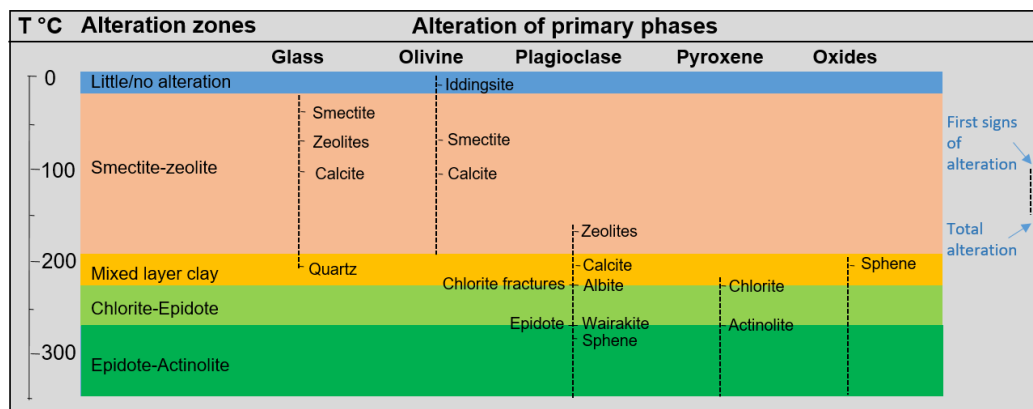 T °C Alteration zones Alteration of primary phases
Glass Olivine Plagioclase Pyroxene Oxides
0 Little/no alteration Iddingsite
Smectite
Zeolites Smectite
First signs of alteration
100 Smectite-zeolite Calcite Calcite
Zeolites
Total alteration
200 Mixed layer clay Quartz Calcite Sphene
Chlorite fractures Albite Chlorite
Chlorite-Epidote
Epidote Wairakite Actinolite
Sphene
300 Epidote-Actinolite